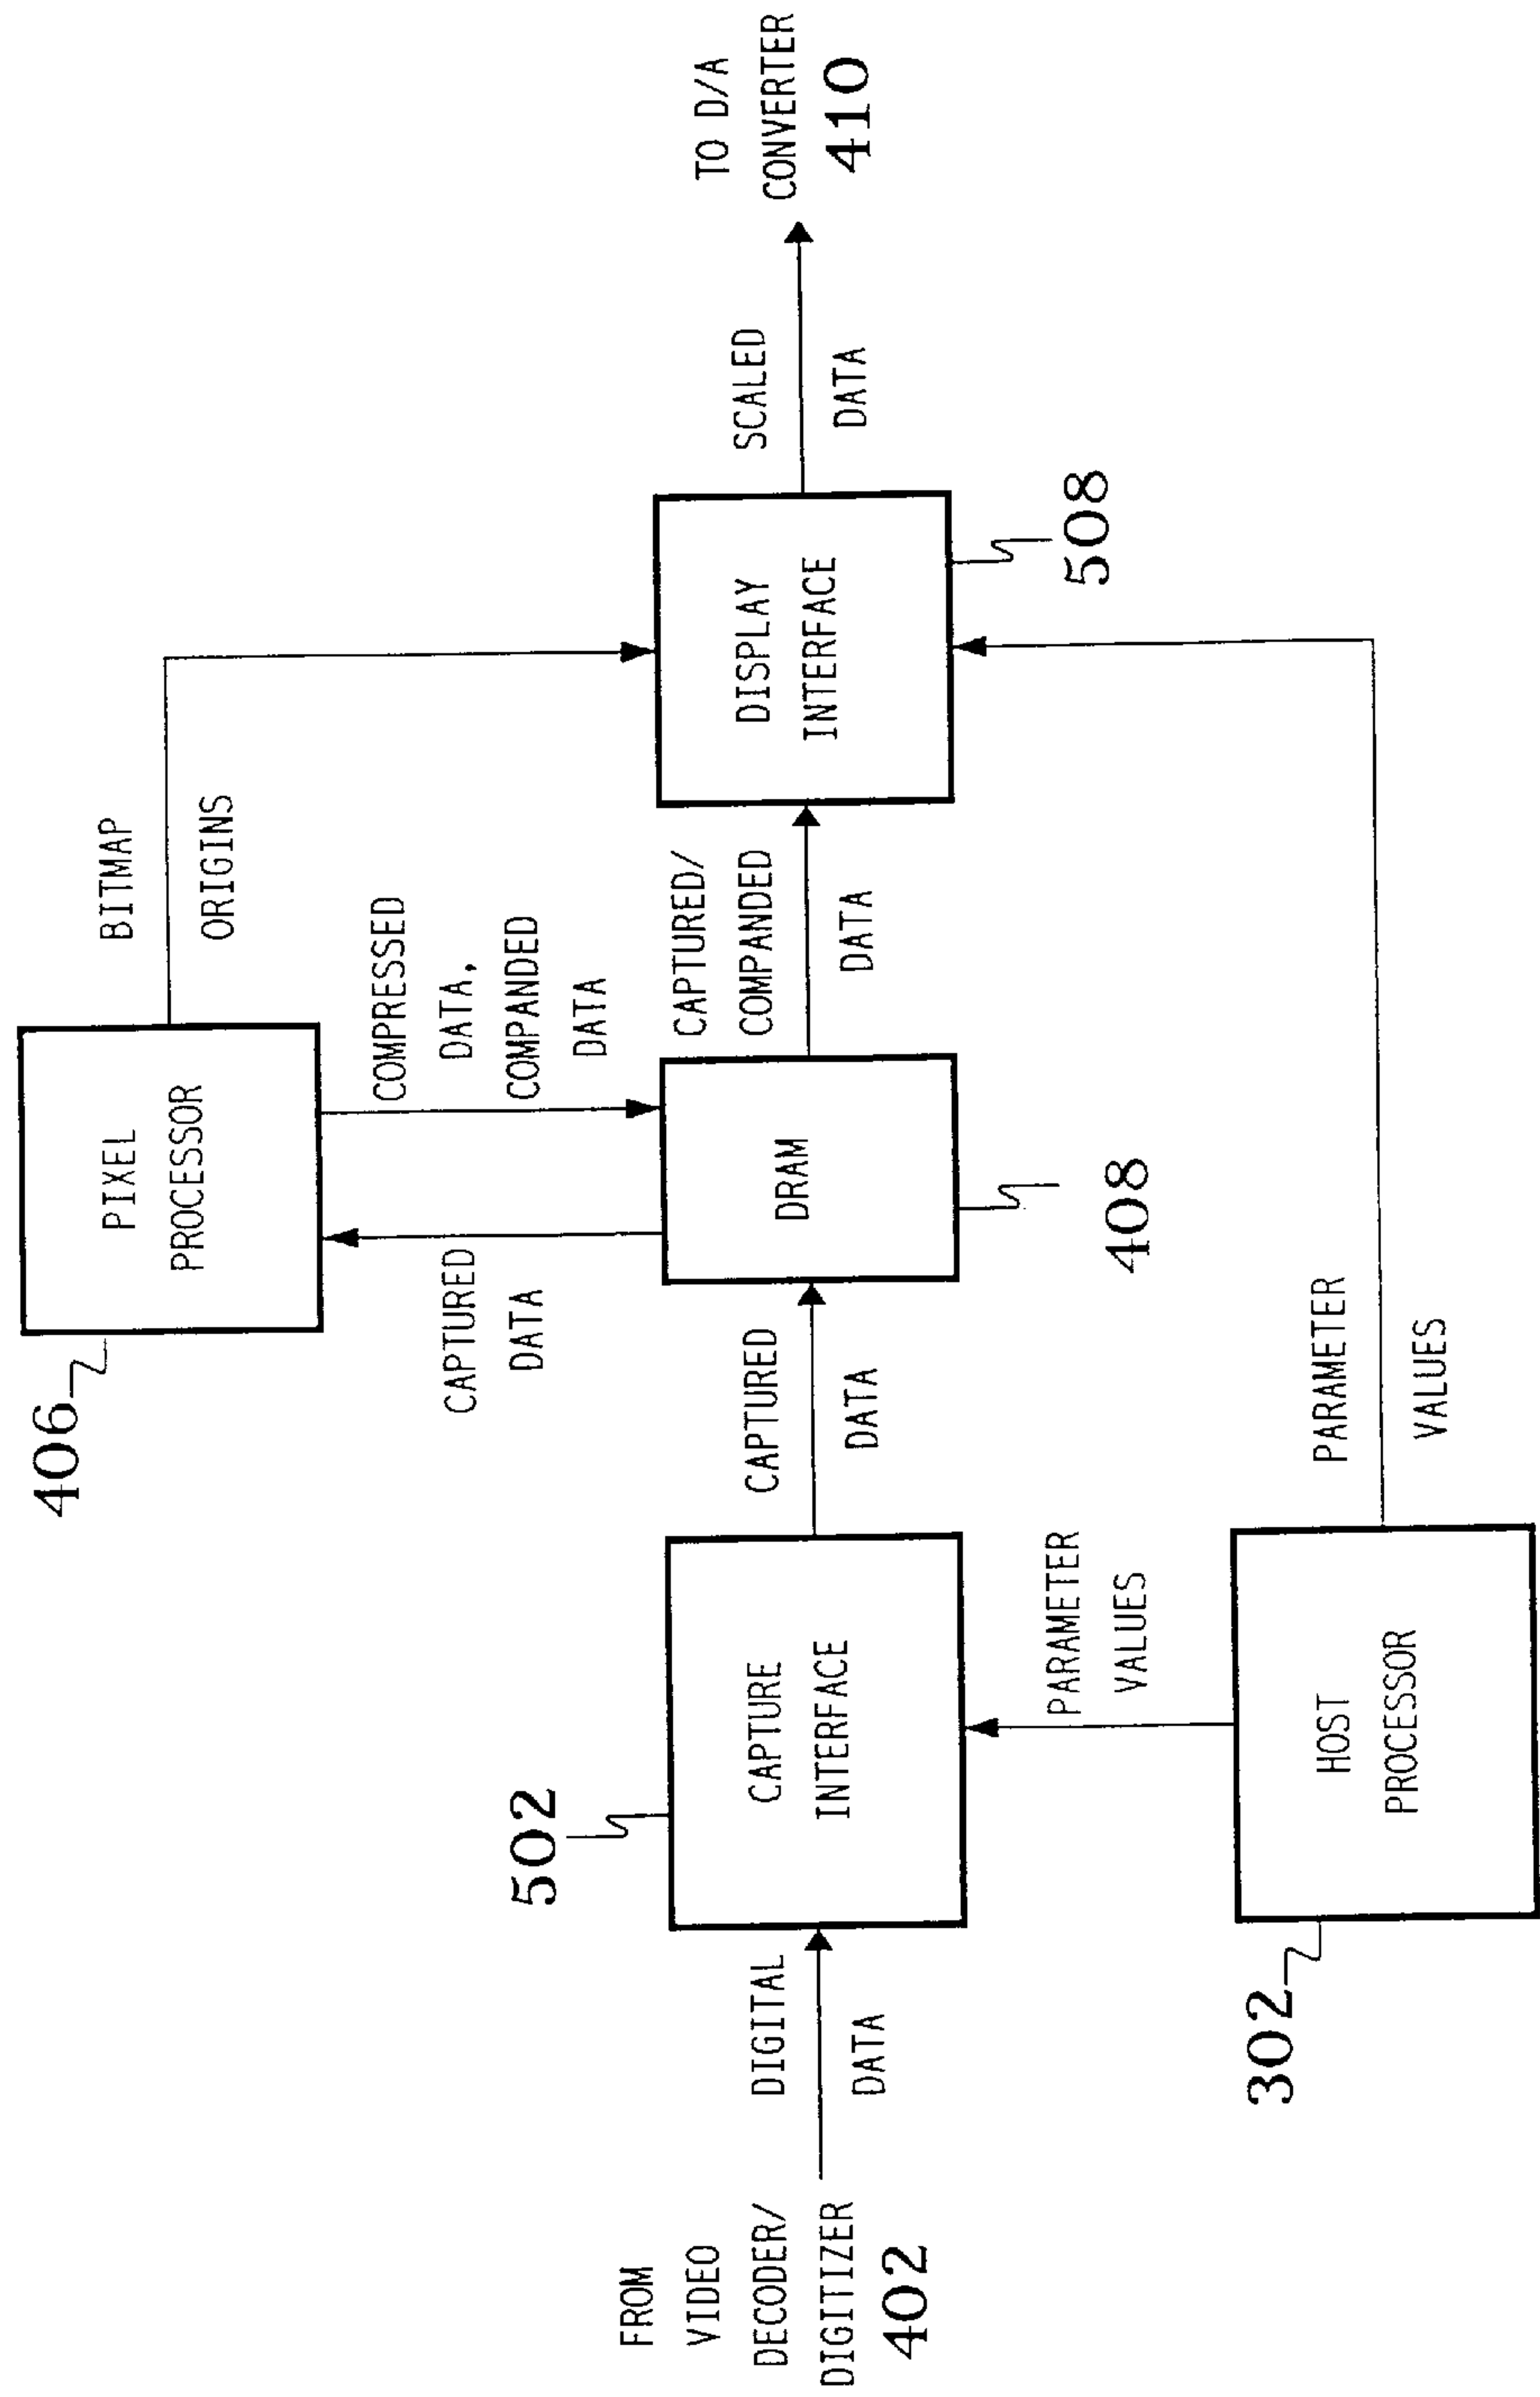 406
PIXEL
PROCESSOR
BITMAP
ORIGINS
CAPTURED
DATA
COMPRESSED
DATA,
COMPANDED
DATA
FROM
VIDEO
DECODER/
DIGITIZER
402
DIGITAL
DATA
502
CAPTURE
INTERFACE
CAPTURED
DATA
DRAM
408
CAPTURED/
COMPANDED
DATA
DISPLAY
INTERFACE
508
SCALED
DATA
TO D/A
CONVERTER
410
PARAMETER
VALUES
302
HOST
PROCESSOR
PARAMETER
VALUES